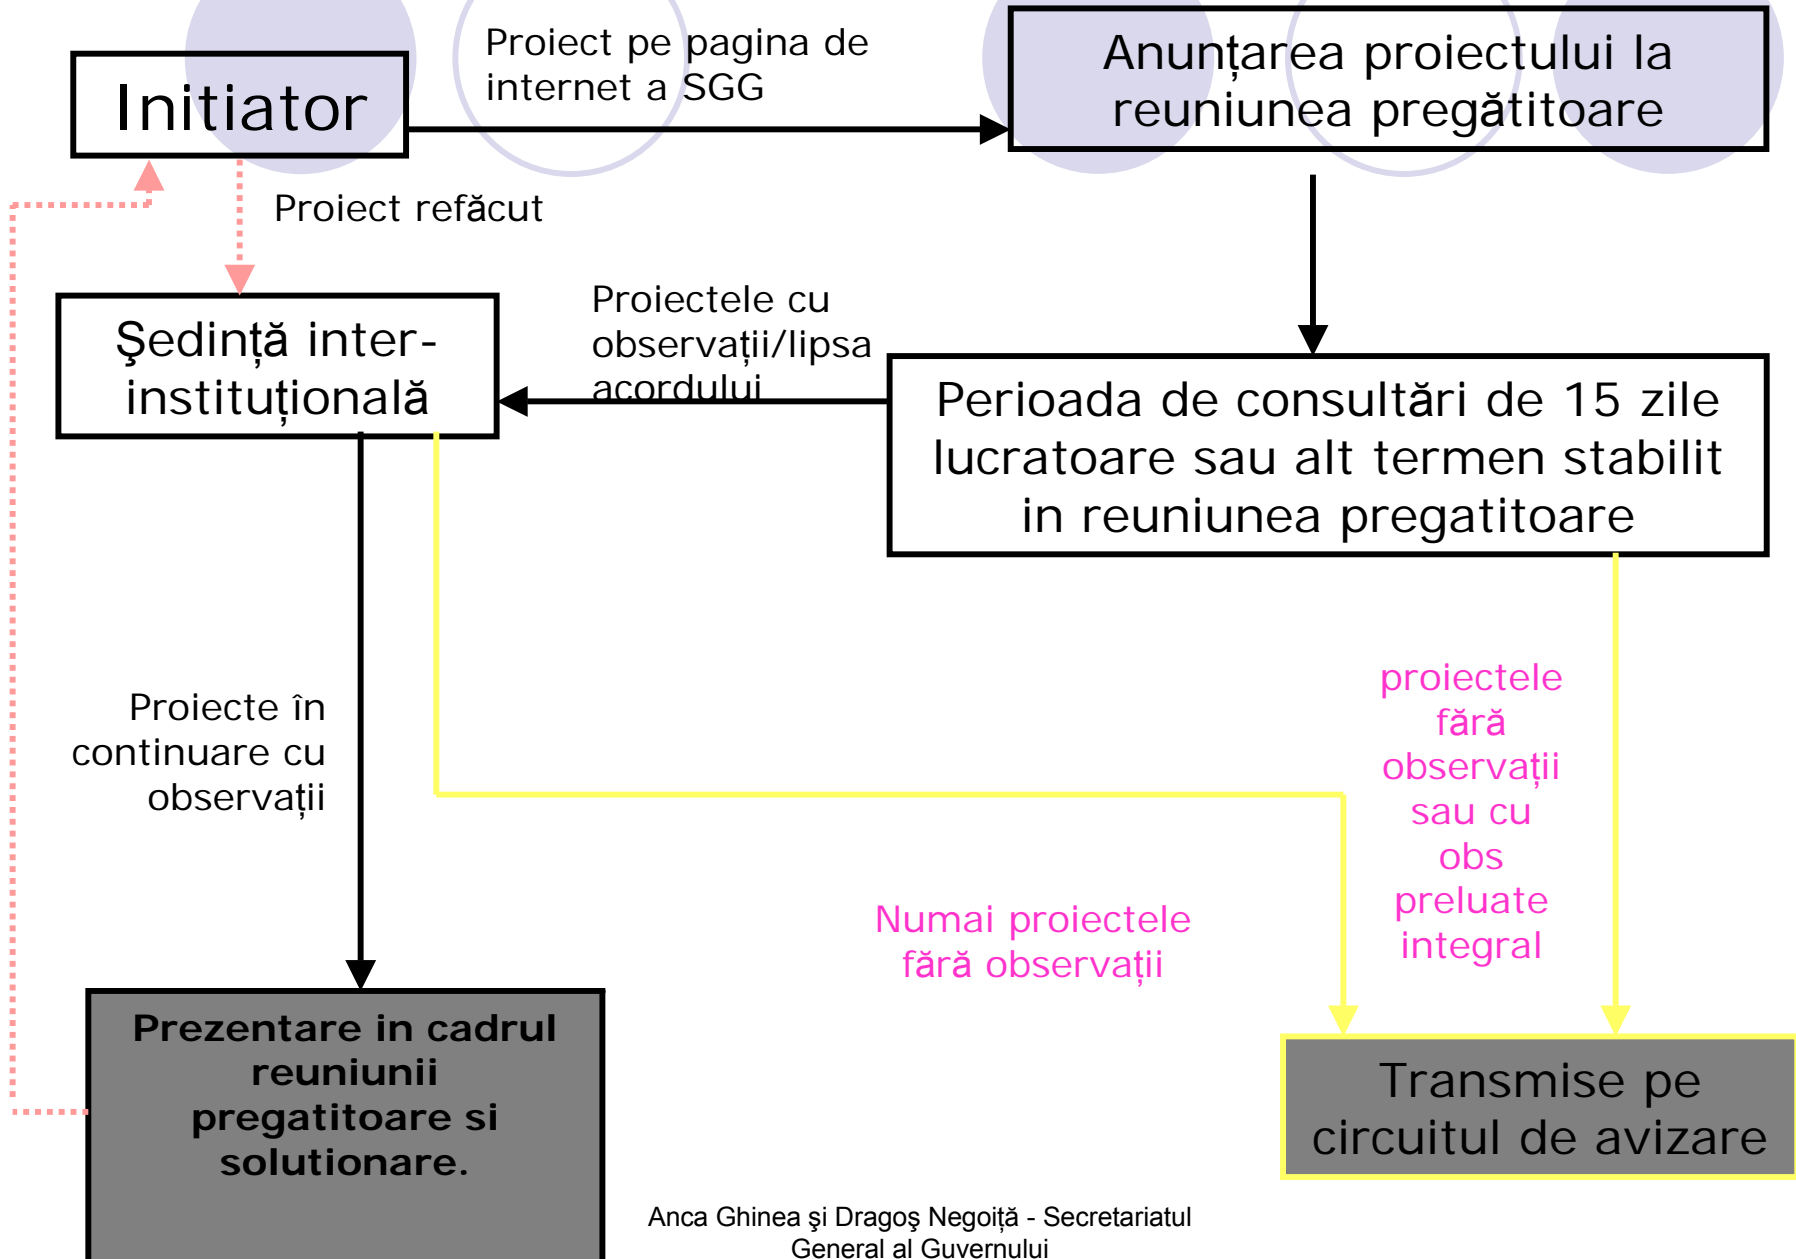 Proiect pe pagina de
internet a SGG
Anunțarea proiectului la
reuniunea pregătitoare
Initiator
Proiect refăcut
Şedință inter-
instituțională
Proiectele cu
observații/lipsa
acordului
Perioada de consultări de 15 zile
lucratoare sau alt termen stabilit
in reuniunea pregatitoare
Proiecte în
continuare cu
observații
proiectele
fără
observații
sau cu
obs
preluate
integral
Numai proiectele
fără observații
Prezentare in cadrul
reuniunii
pregatitoare si
solutionare.
Transmise pe
circuitul de avizare
Anca Ghinea şi Dragoş Negoiță - Secretariatul
General al Guvernului